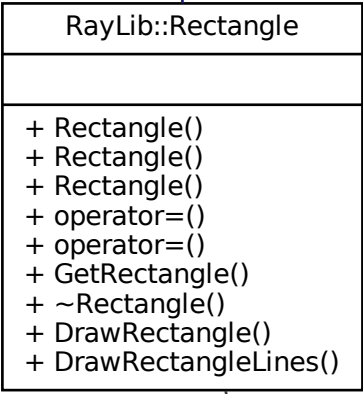 RayLib::Rectangle
+ Rectangle()
+ Rectangle()
+ Rectangle()
+ operator=()
+ operator=()
+ GetRectangle()
+ ~Rectangle()
+ DrawRectangle()
+ DrawRectangleLines()